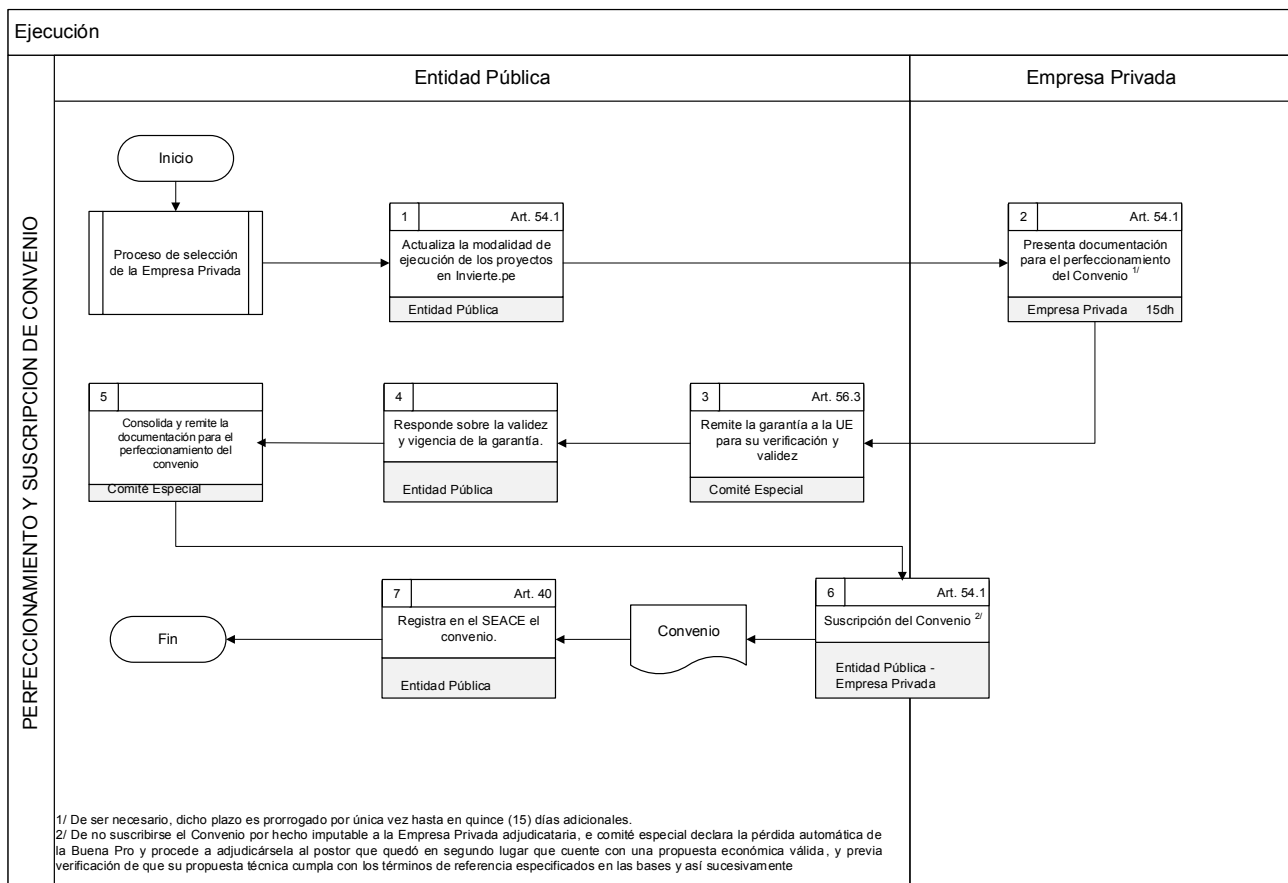 Ejecución
PERFECCIONAMIENTO Y SUSCRIPCION DE CONVENIO
Entidad Pública
Empresa Privada
Inicio
Proceso de selección
de la Empresa Privada
1
Art. 54.1
Actualiza la modalidad de
ejecución de los proyectos
en Invierte.pe
Entidad Pública
2
Art. 54.1
Presenta documentación
para el perfeccionamiento
del Convenio 1/
Empresa Privada 15dh
5
Consolida y remite la
documentación para el
perfeccionamiento del
convenio
Comité Especial
4
Responde sobre la validez
y vigencia de la garantía.
Entidad Pública
3
Art. 56.3
Remite la garantía a la UE
para su verificación y
validez
Comité Especial
Fin
7
Art. 40
Registra en el SEACE el
convenio.
Entidad Pública
Convenio
6
Art. 54.1
Suscripción del Convenio 2/
Entidad Pública -
Empresa Privada
1/ De ser necesario, dicho plazo es prorrogado por única vez hasta en quince (15) días adicionales.
2/ De no suscribirse el Convenio por hecho imputable a la Empresa Privada adjudicataria, e comité especial declara la pérdida automática de
la Buena Pro y procede a adjudicársela al postor que quedó en segundo lugar que cuente con una propuesta económica válida, y previa
verificación de que su propuesta técnica cumpla con los términos de referencia especificados en las bases y así sucesivamente